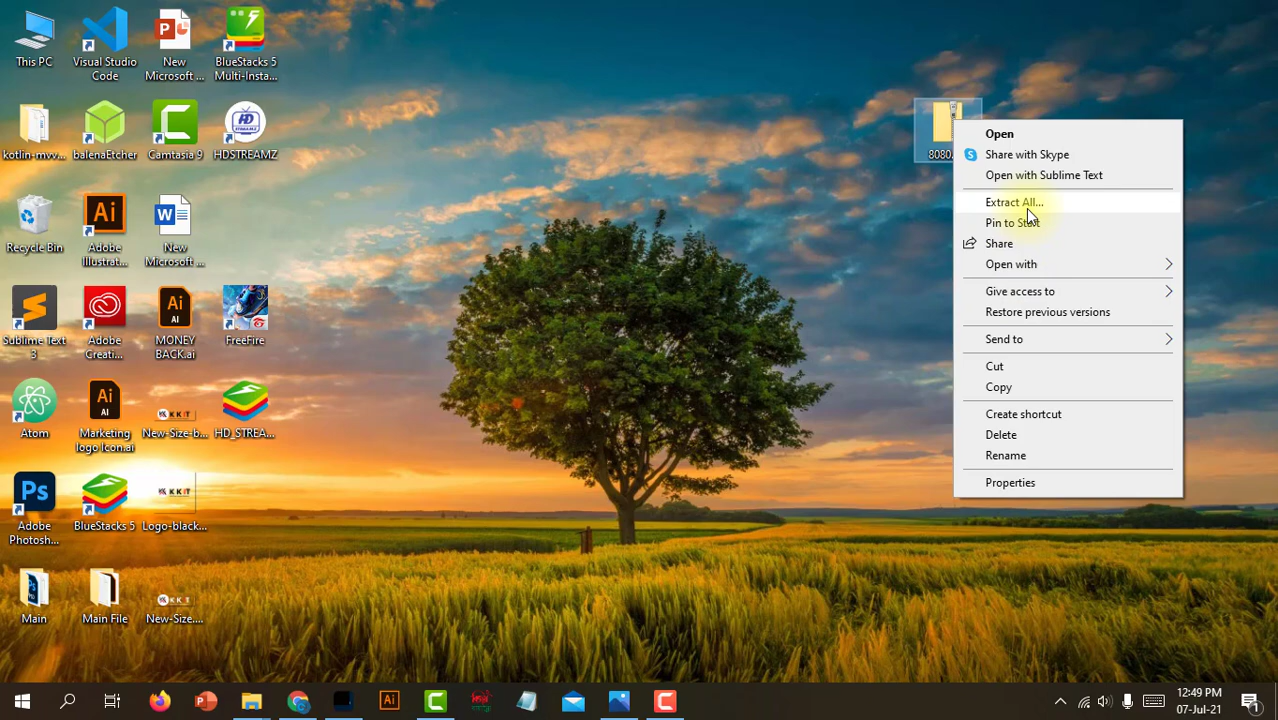 This PC
Visual Studio
Code
New
Microsoft ...
BlueStacks 5
Multi-Insta...
kotlin-mvv...
balenaEtcher
Camtasia 9
HDSTREAMZ
Recycle Bin
Adobe
Illustrat...
New
Microsoft ...
Sublime Text
3
Adobe
Creati...
MONEY
BACK.ai
FreeFire
Atom
Marketing
logo Icon.ai
New-Size-b...
HD_STREA...
Adobe
Photosh...
BlueStacks 5
Logo-black...
Main
Main File
New-Size....
8080.
Open
Share with Skype
Open with Sublime Text
Extract All...
Pin to Start
Share
Open with
Give access to
Restore previous versions
Send to
Cut
Copy
Create shortcut
Delete
Rename
Properties
12:49 PM
07-Jul-21